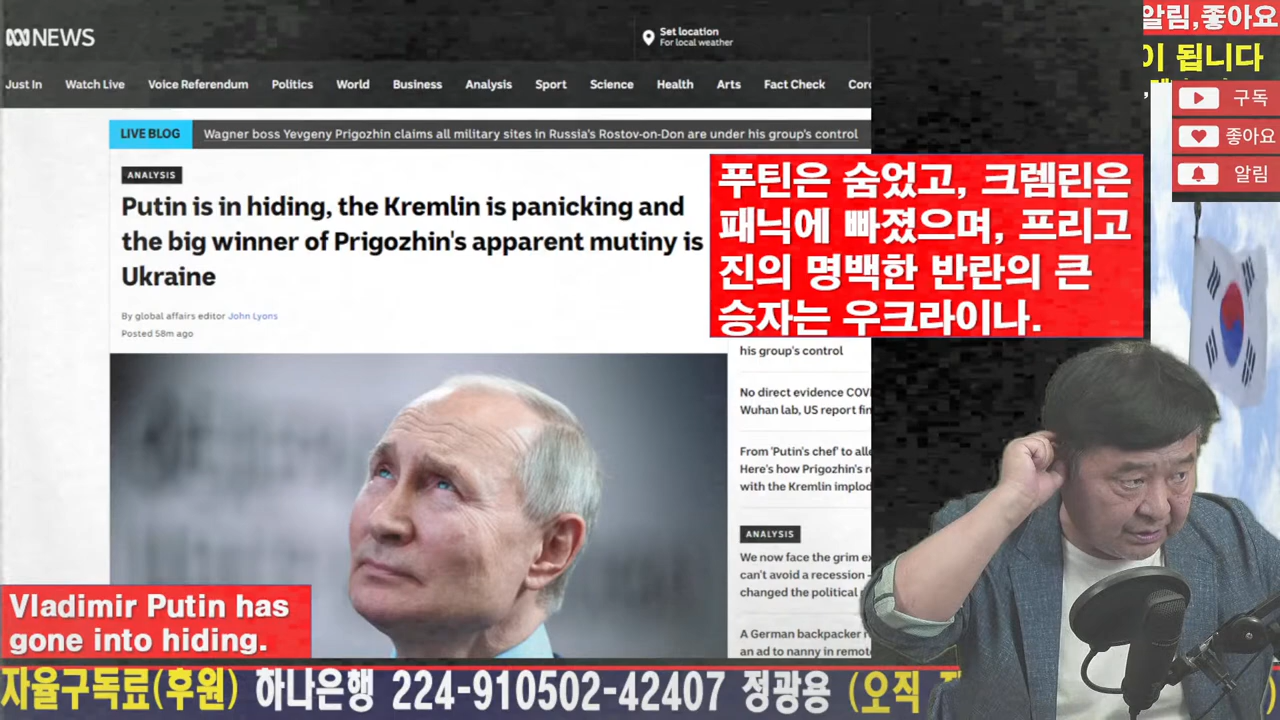 NEWS
Set location
For local weather
Just In Watch Live Voice Referendum Politics World Business Analysis Sport Science Health Arts Fact Check
LIVE BLOG Wagner boss Yevgeny Prigozhin claims all military sites in Russia's Rostov-on-Don are under his group's control
ANALYSIS
Putin is in hiding, the Kremlin is panicking and
the big winner of Prigozhin's apparent mutiny is
Ukraine
By global affairs editor John Lyons
Posted 58m ago
푸틴은 숨었고, 크렘린은
패닉에 빠졌으며, 프리고
진의 명백한 반란의 큰
승자는 우크라이나.
알림,좋아요
이 됩니다
구독
좋아요
알림
his group's control
No direct evidence COVI
Wuhan lab, US report fin
From 'Putin's chef' to
Here's how Prigozhin's
with the Kremlin implod
ANALYSIS
We now face the grim
can't avoid a recession
changed the political
A German backpacker
an ad to nanny in remot
Vladimir Putin has
gone into hiding.
자율구독료(후원) 하나은행 224-910502-42407 정광용 (오직